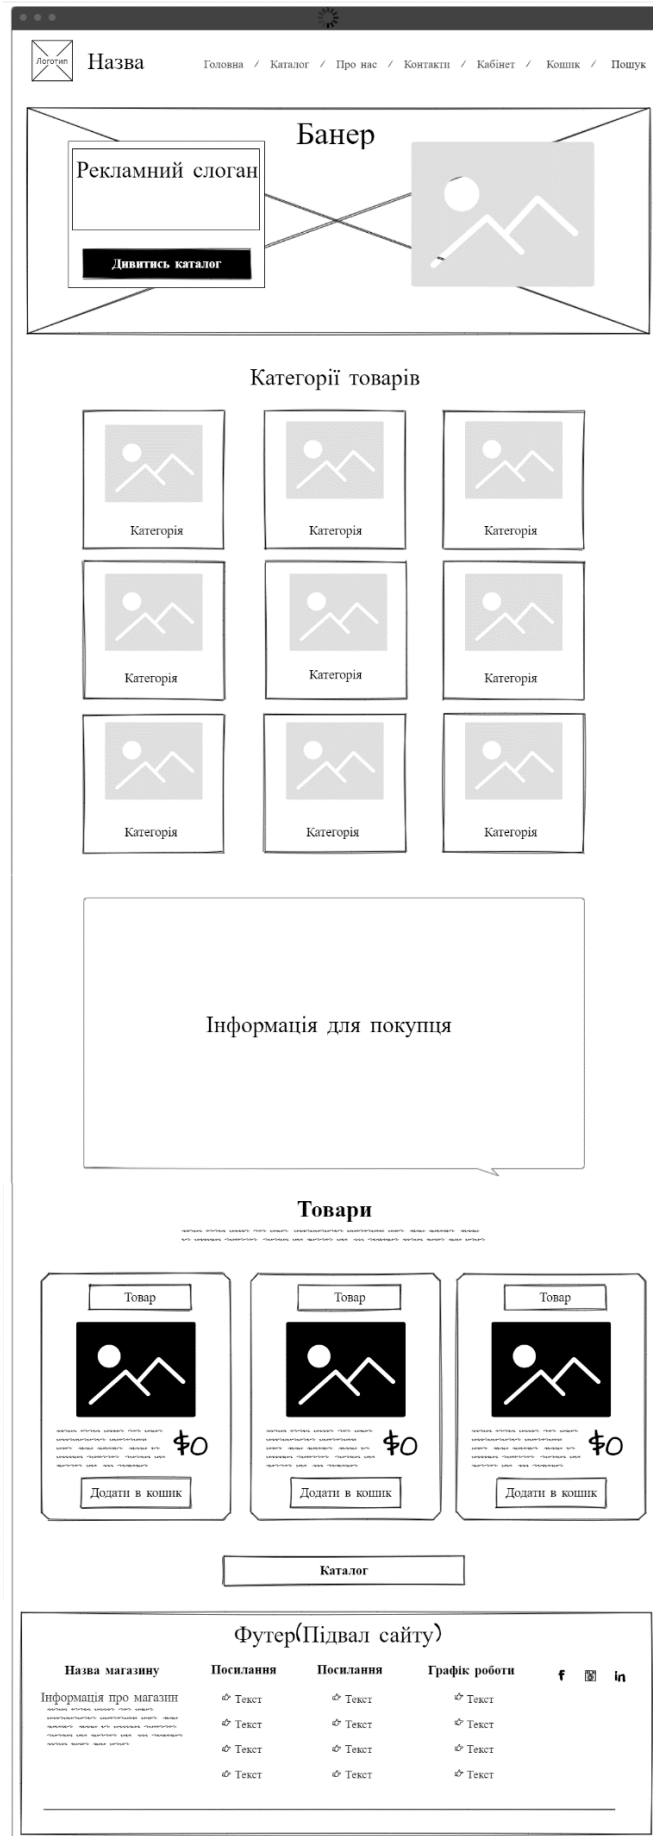 Логотип
Назва
Головна / Каталог / Про нас / Контакти / Кабінет / Кошик / Пошук
Банер
Рекламний слоган
Дивитись каталог
Категорії товарів
Категорія Категорія Категорія
Категорія Категорія Категорія
Категорія Категорія Категорія
Інформація для покупця
Товари
Товар Товар Товар
$0 $0 $0
Додати в кошик Додати в кошик Додати в кошик
Каталог
Футер(Підвал сайту)
Назва магазину Посилання Посилання Графік роботи
Інформація про магазин Текст Текст Текст
Текст Текст Текст
Текст Текст Текст
Текст Текст Текст